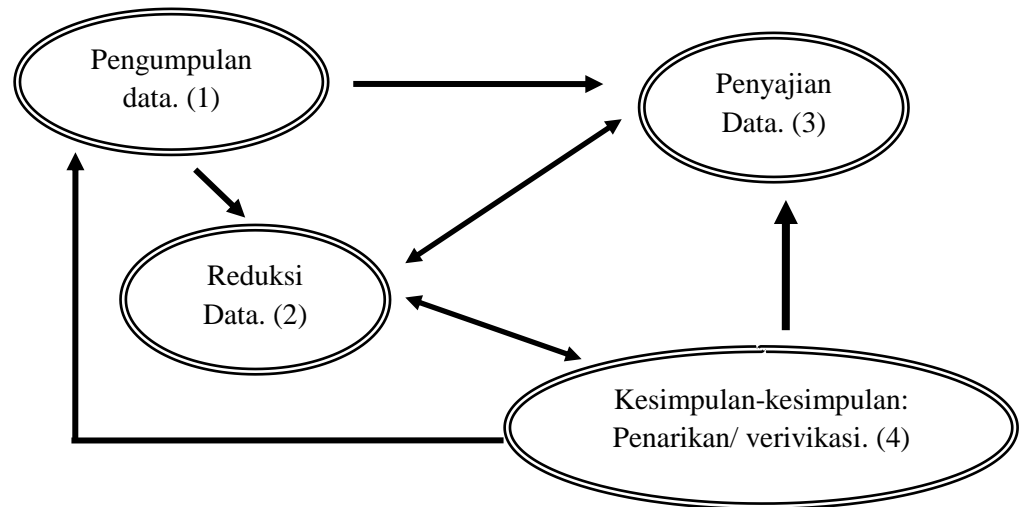 Pengumpulan
data. (1)
Penyajian
Data. (3)
Reduksi
Data. (2)
Kesimpulan-kesimpulan:
Penarikan/ verivikasi. (4)